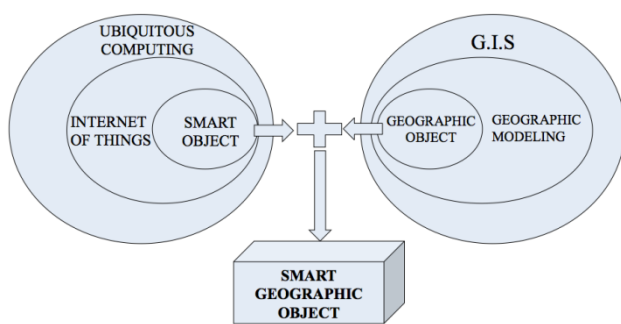 UBIQUITOUS
COMPUTING
INTERNET
OF THINGS
SMART
OBJECT
G.I.S
GEOGRAPHIC
OBJECT
GEOGRAPHIC
MODELING
SMART
GEOGRAPHIC
OBJECT